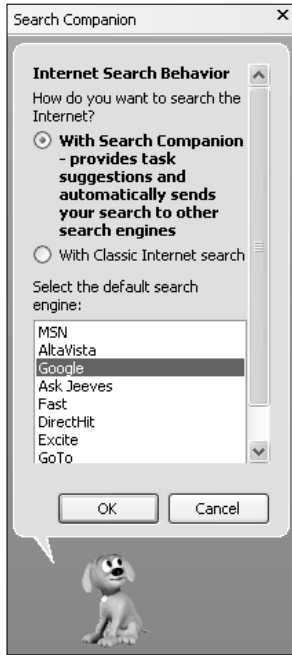 Search Companion
Internet Search Behavior
How do you want to search the
Internet?
With Search Companion
- provides task
suggestions and
automatically sends
your search to other
search engines
With Classic Internet search
Select the default search
engine:
MSN
AltaVista
Google
Ask Jeeves
Fast
DirectHit
Excite
GoTo
OK
Cancel